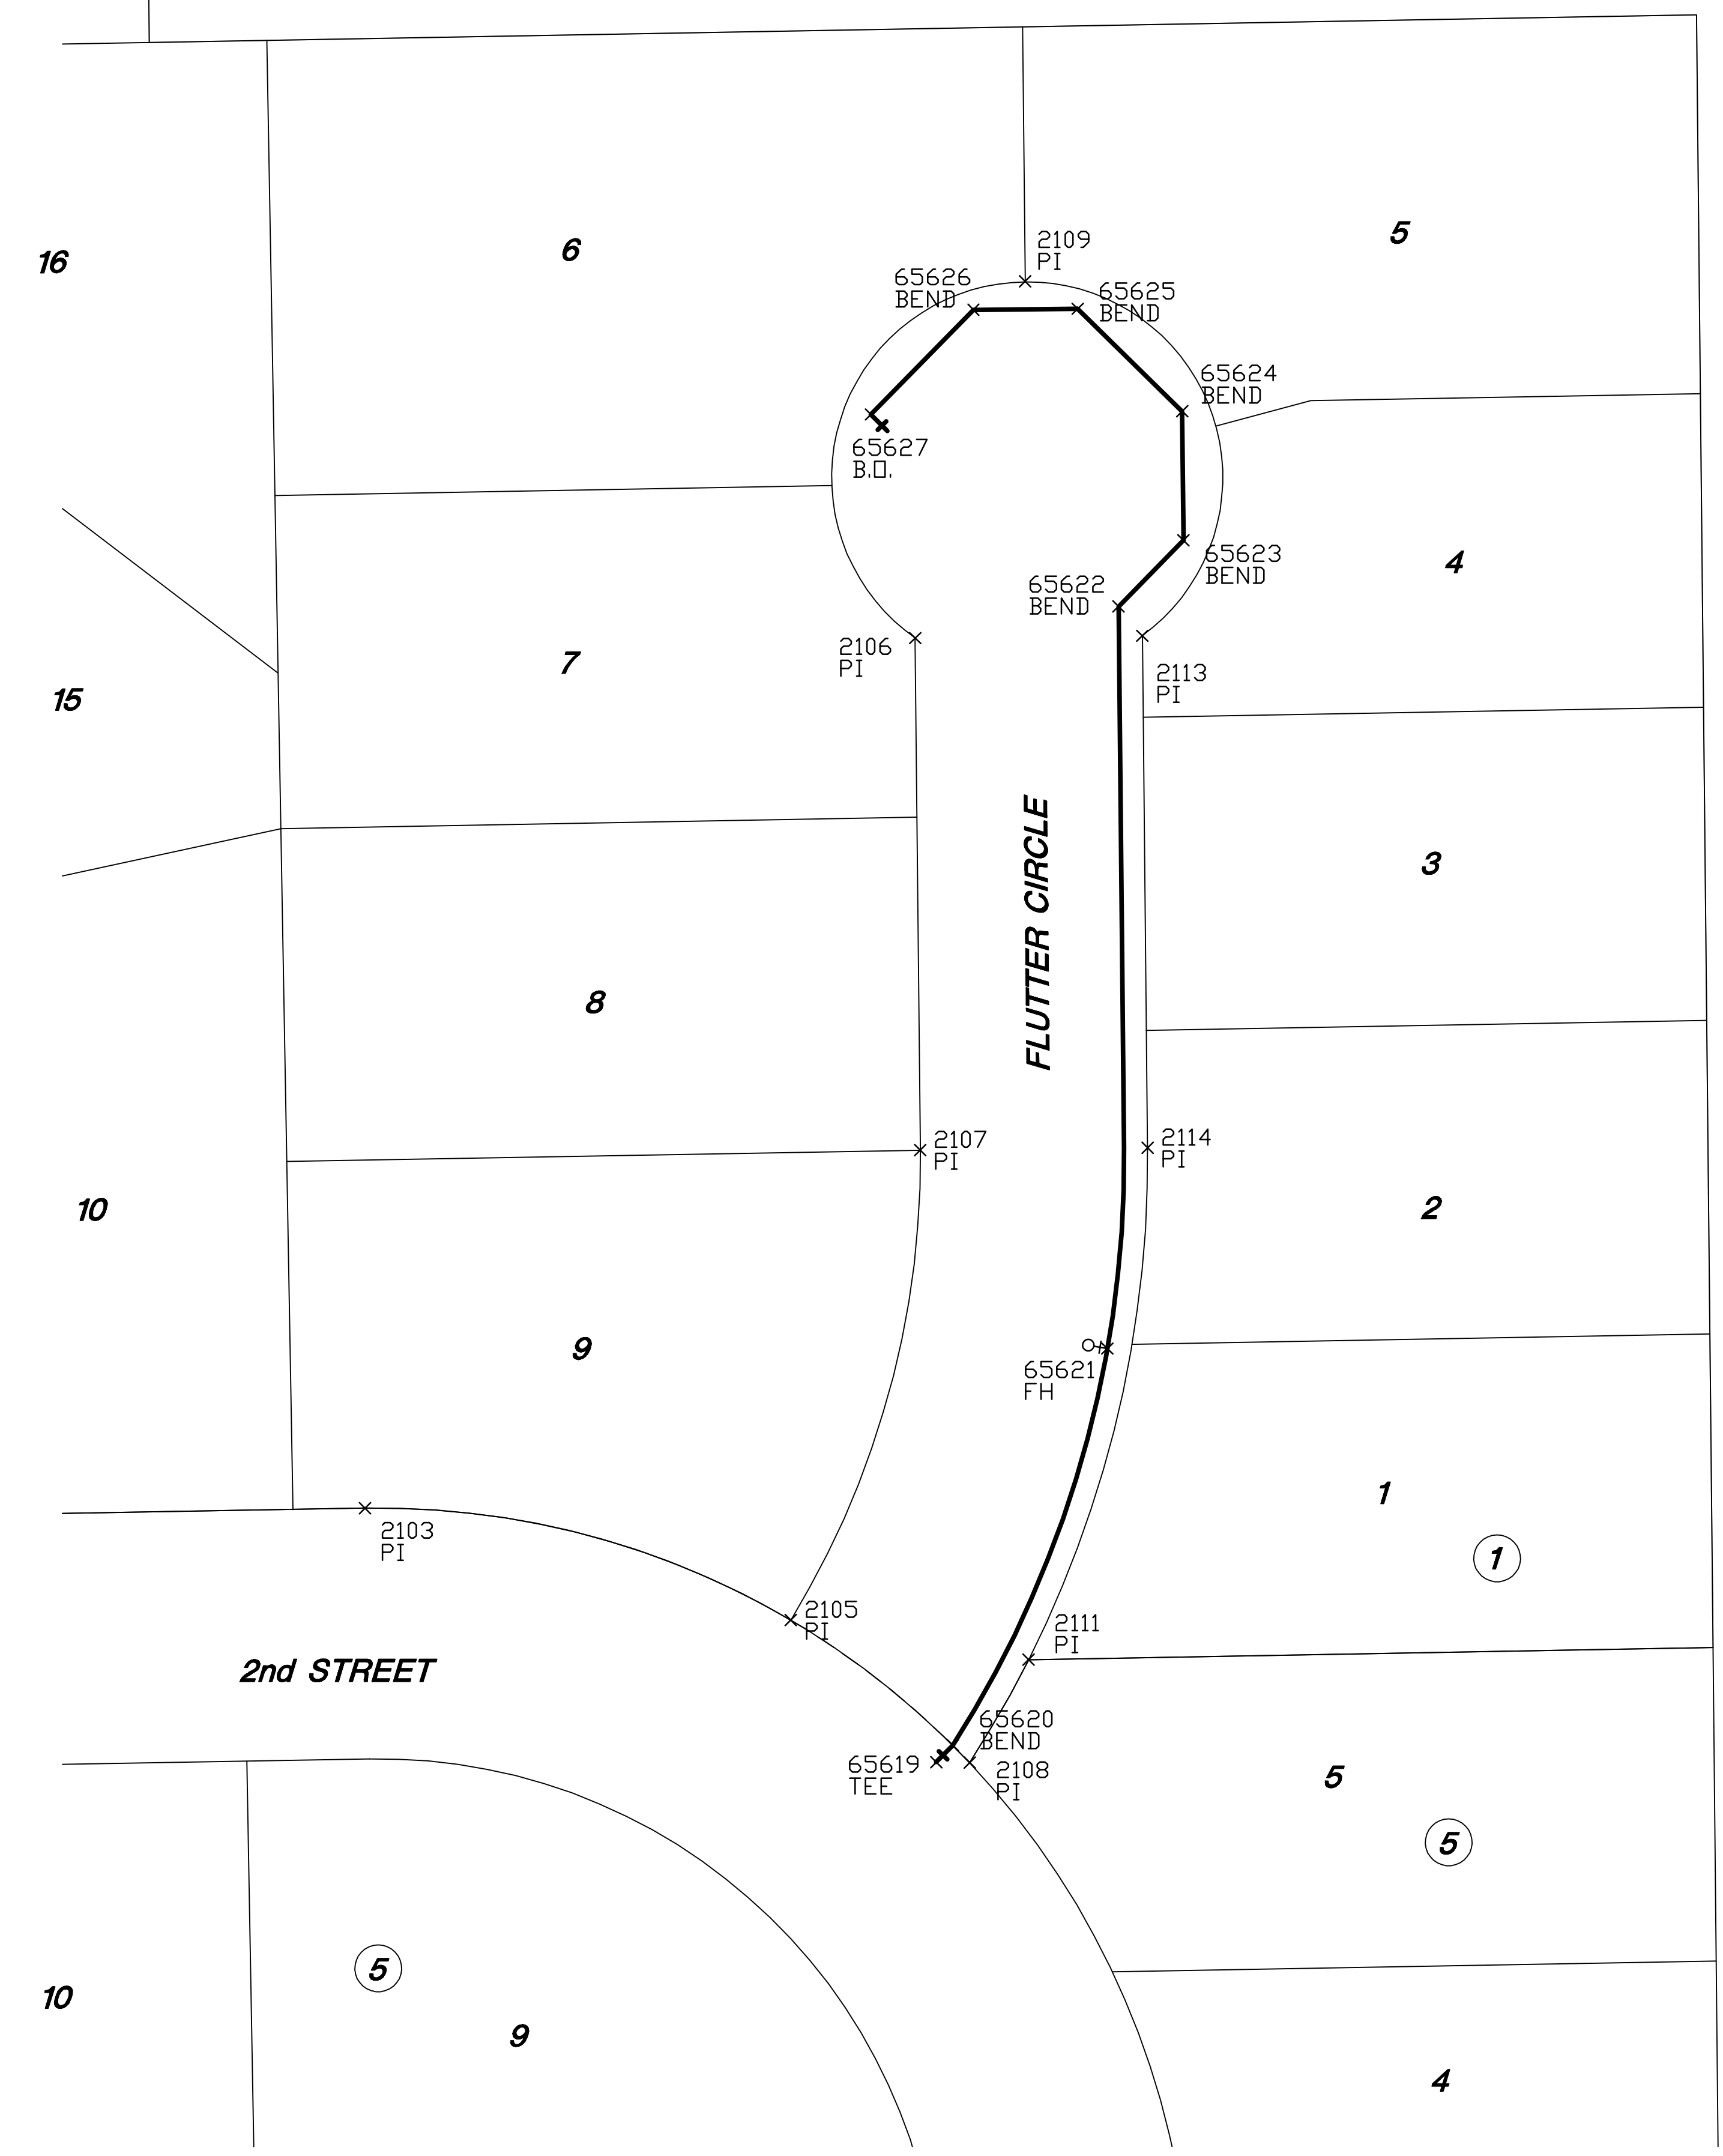 5
2109
PI
6
16
65626
BEND
65625
BEND
65624
BEND
65627
B.O.
65623
BEND
4
65622
BEND
2106
PI
7
2113
PI
15
FLUTTER CIRCLE
3
8
2107
PI
2114
PI
10
2
9
65621
FH
1
2103
PI
1
2105
PI
2111
PI
2nd STREET
65620
BEND
65619
TEE
2108
PI
5
5
5
10
9
4